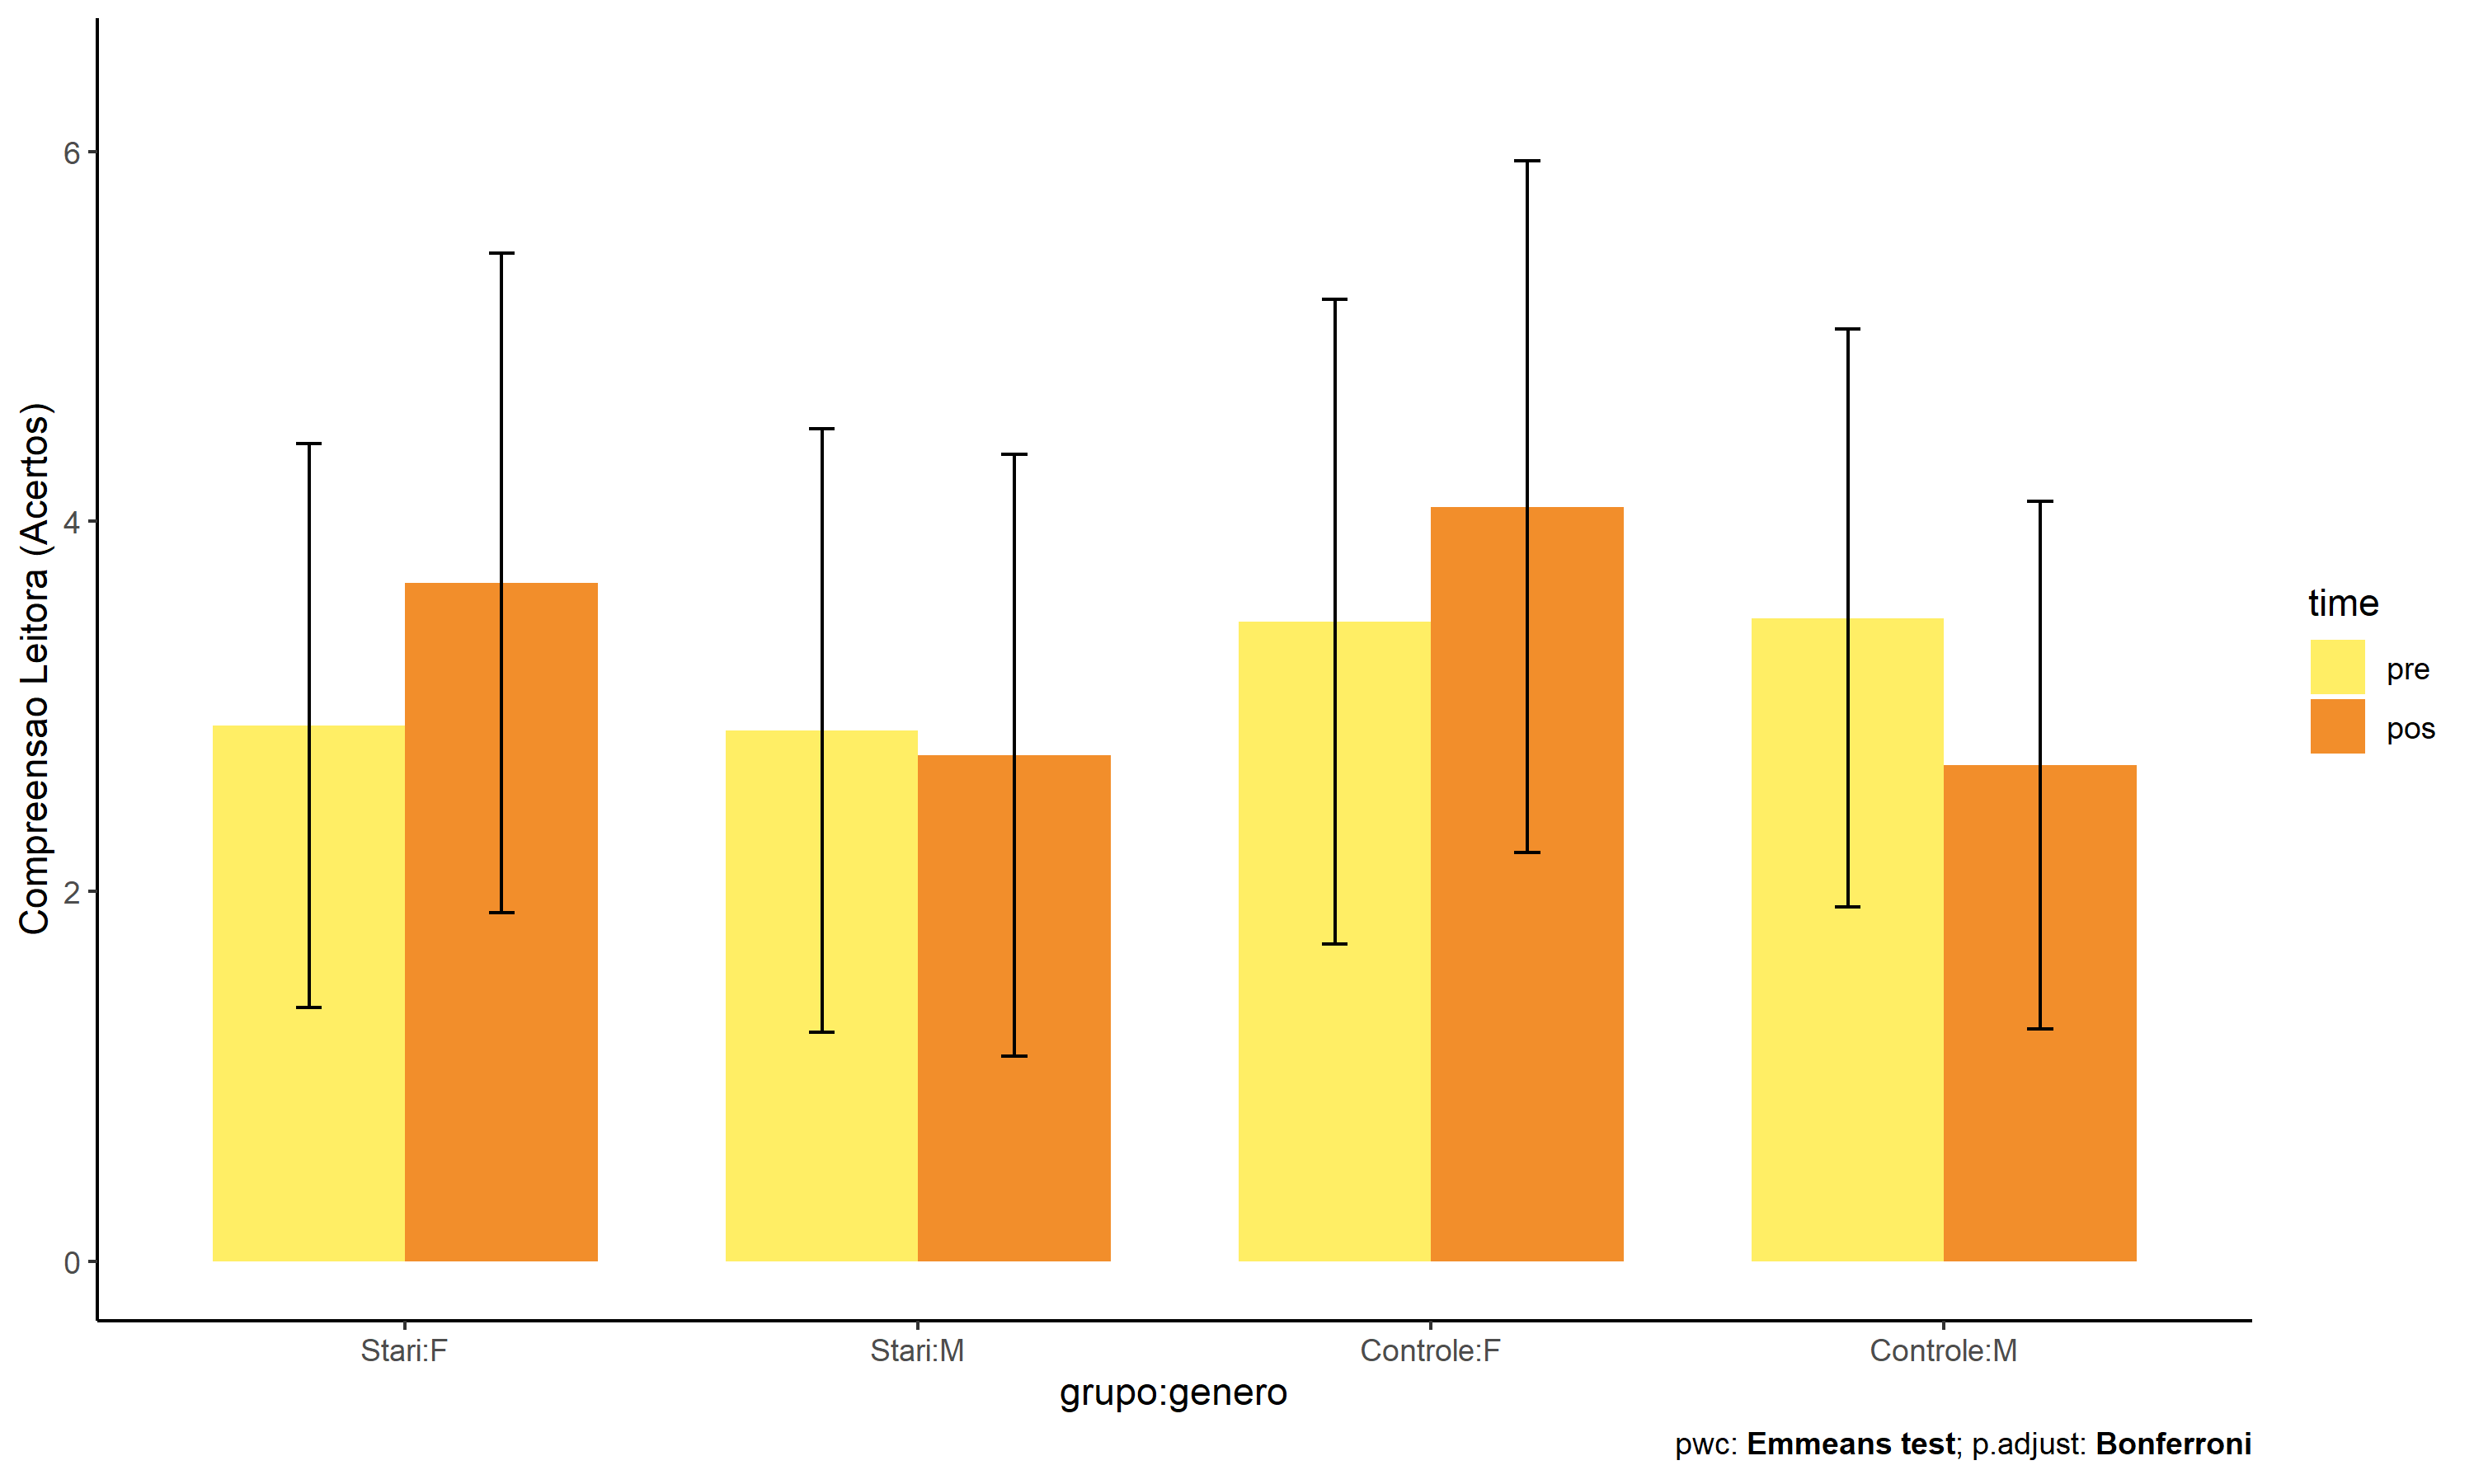 Compreensao Leitora (Acertos)
6
4
2
0
Stari:F
Stari:M
Controle:F
Controle:M
grupo:genero
time
pre
pos
pwc: Emmeans test; p.adjust: Bonferroni